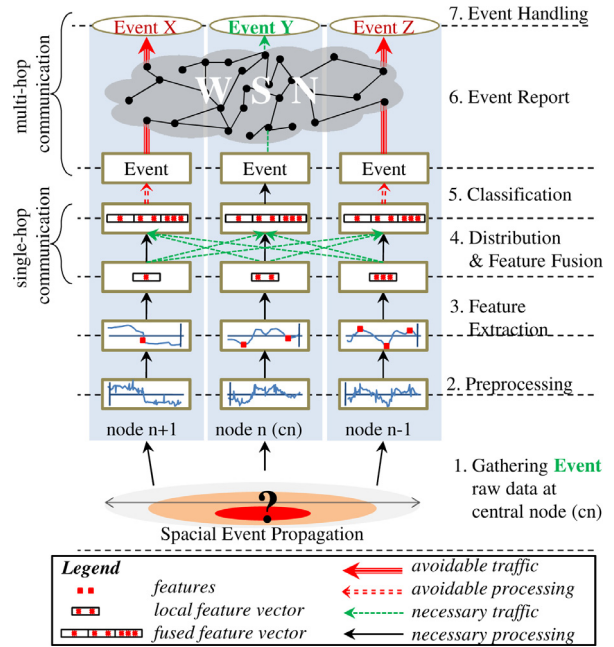 Event X Event Y Event Z
7. Event Handling
multi-hop
communication
W S N
6. Event Report
Event Event Event
5. Classification
single-hop
communication
4. Distribution
& Feature Fusion
3. Feature
Extraction
2. Preprocessing
node n+1 node n (cn) node n-1
1. Gathering Event
raw data at
central node (cn)
?
Spacial Event Propagation
Legend
features
local feature vector
fused feature vector
avoidable traffic
avoidable processing
necessary traffic
necessary processing